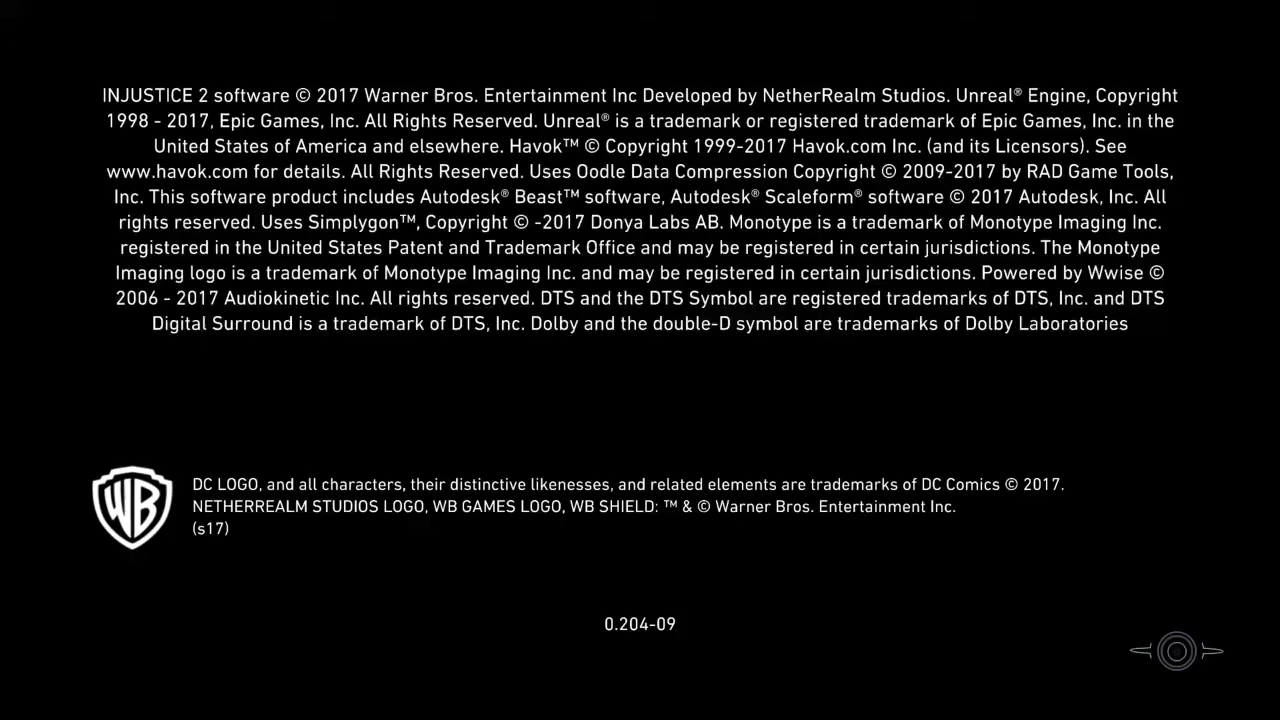 INJUSTICE 2 software © 2017 Warner Bros. Entertainment Inc Developed by NetherRealm Studios. Unreal® Engine, Copyright
1998 - 2017, Epic Games, Inc. All Rights Reserved. Unreal® is a trademark or registered trademark of Epic Games, Inc. in the
United States of America and elsewhere. Havok™ © Copyright 1999-2017 Havok.com Inc. (and its Licensors). See
www.havok.com for details. All Rights Reserved. Uses Oodle Data Compression Copyright © 2009-2017 by RAD Game Tools,
Inc. This software product includes Autodesk® Beast™ software, Autodesk® Scaleform® software © 2017 Autodesk, Inc. All
rights reserved. Uses Simplygon™, Copyright © -2017 Donya Labs AB. Monotype is a trademark of Monotype Imaging Inc.
registered in the United States Patent and Trademark Office and may be registered in certain jurisdictions. The Monotype
Imaging logo is a trademark of Monotype Imaging Inc. and may be registered in certain jurisdictions. Powered by Wwise ©
2006 - 2017 Audiokinetic Inc. All rights reserved. DTS and the DTS Symbol are registered trademarks of DTS, Inc. and DTS
Digital Surround is a trademark of DTS, Inc. Dolby and the double-D symbol are trademarks of Dolby Laboratories
WB
DC LOGO, and all characters, their distinctive likenesses, and related elements are trademarks of DC Comics © 2017.
NETHERREALM STUDIOS LOGO, WB GAMES LOGO, WB SHIELD: ™ & © Warner Bros. Entertainment Inc.
(s17)
0.204-09